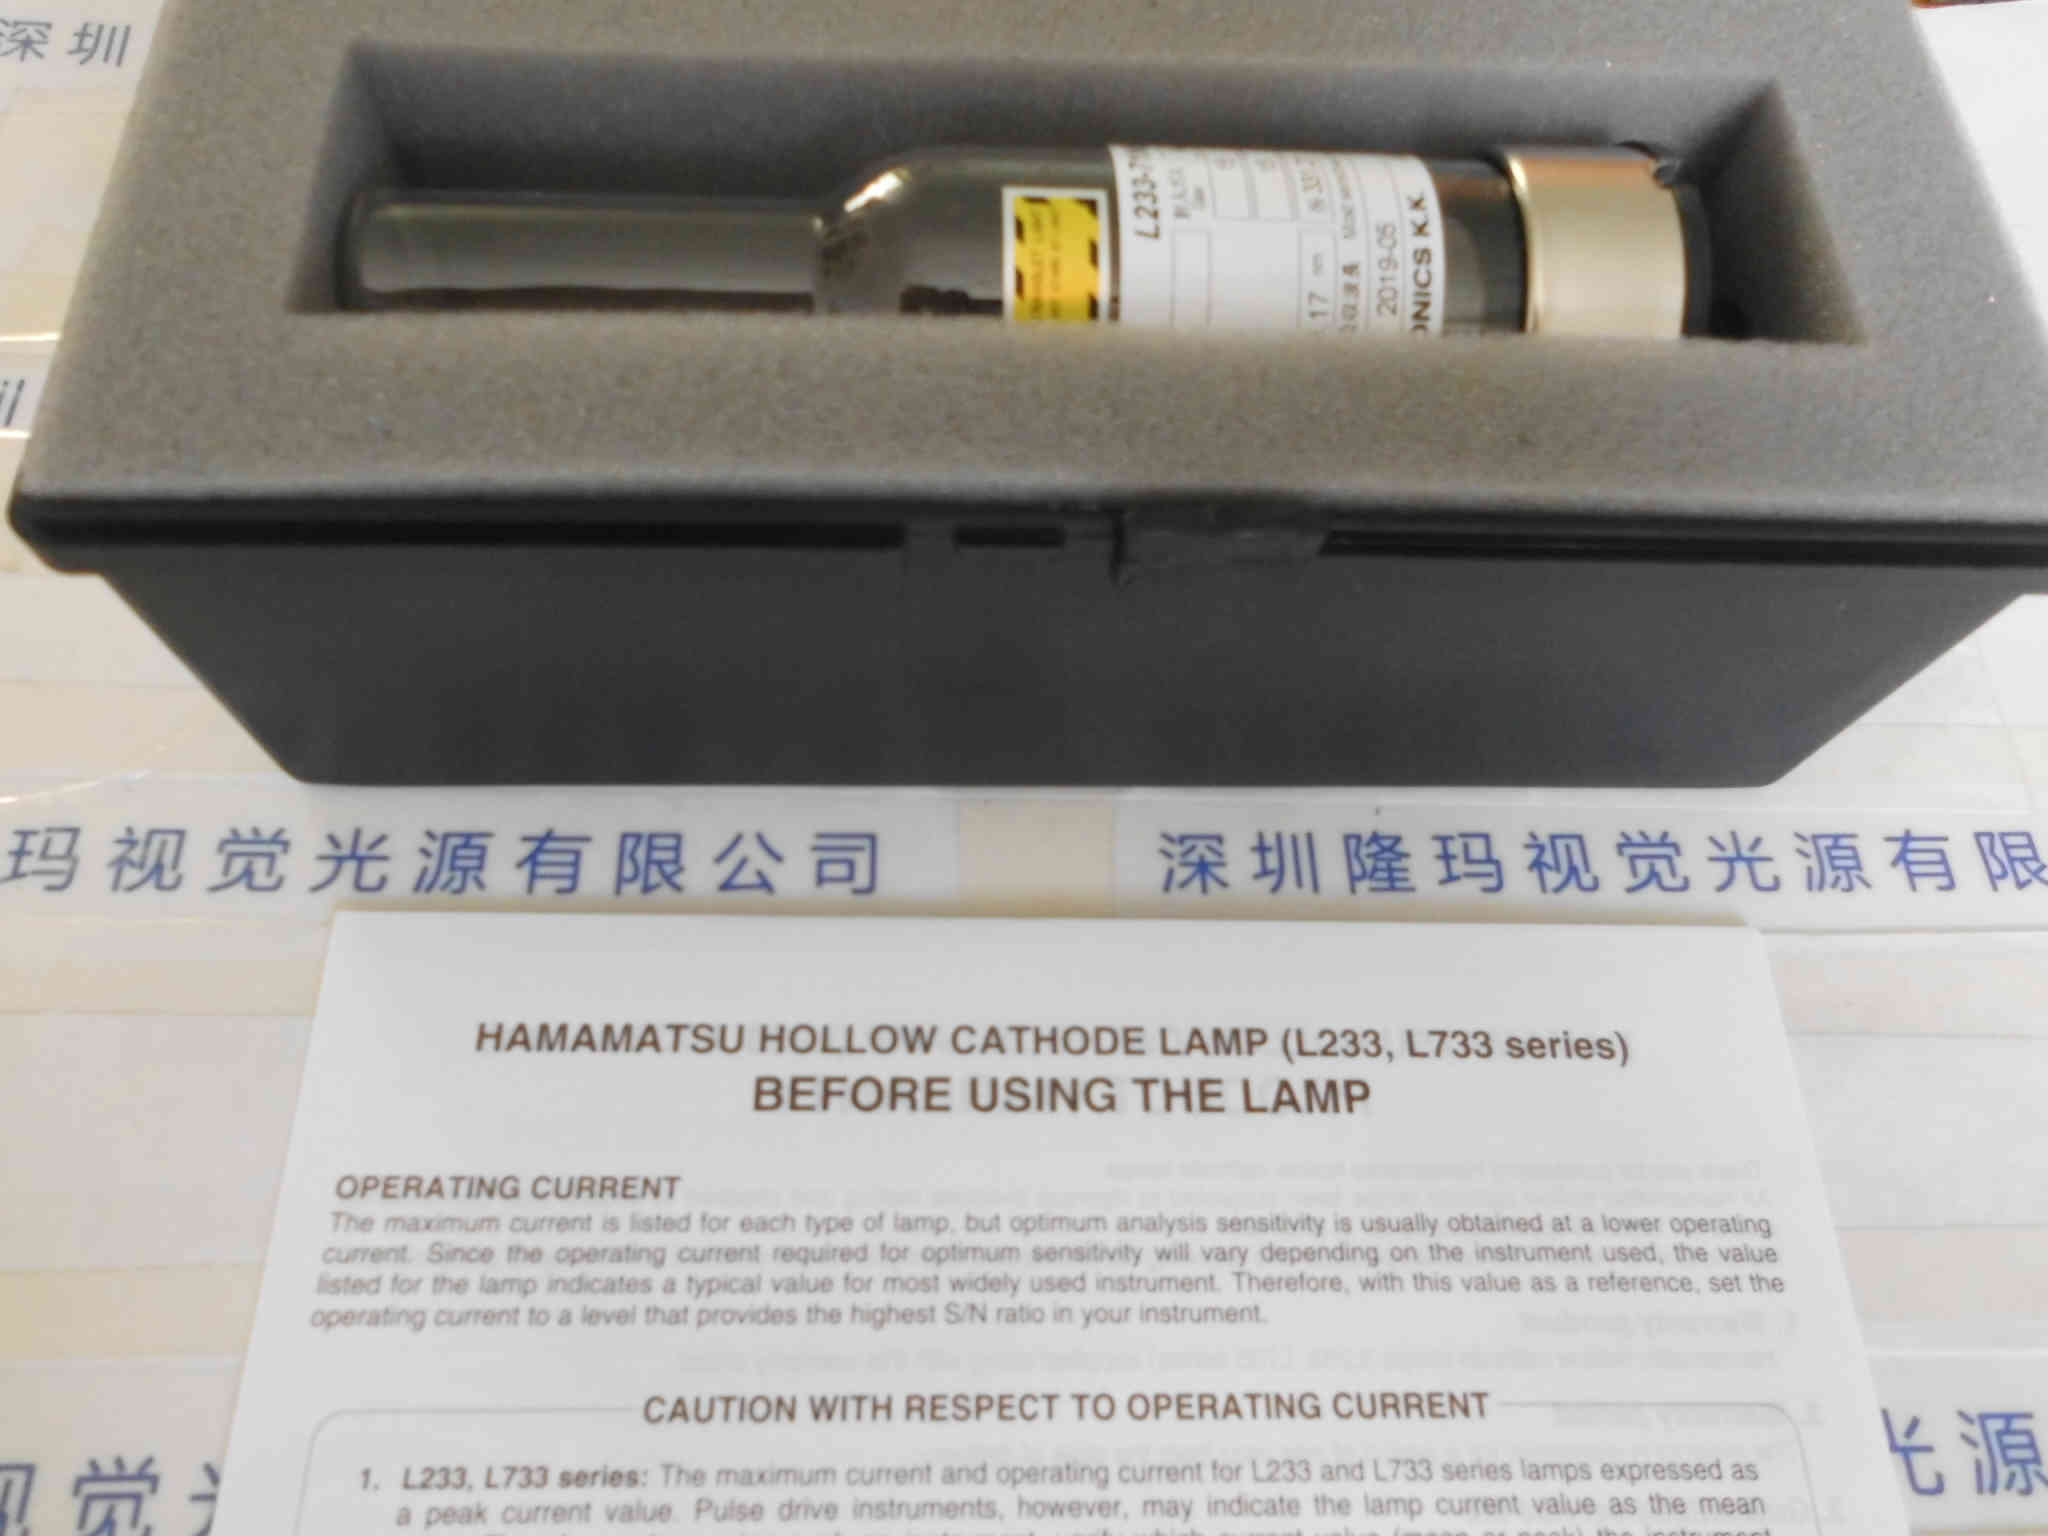 深圳
L233-7
17 nm
2019-05
ONICS K.K.
玛视觉光源有限公司
深圳隆玛视觉光源有限
HAMAMATSU HOLLOW CATHODE LAMP (L233, L733 series)
BEFORE USING THE LAMP
OPERATING CURRENT
The maximum current is listed for each type of lamp, but optimum analysis sensitivity is usually obtained at a lower operating
current. Since the operating current required for optimum sensitivity will vary depending on the instrument used, the value
listed for the lamp indicates a typical value for most widely used instrument. Therefore, with this value as a reference, set the
operating current to a level that provides the highest S/N ratio in your instrument.
CAUTION WITH RESPECT TO OPERATING CURRENT
1. L233, L733 series: The maximum current and operating current for L233 and L733 series lamps expressed as
a peak current value. Pulse drive instruments, however, may indicate the lamp current value as the mean
视觉
光源